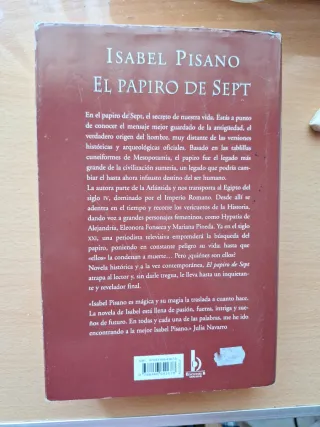 ISABEL PISANO
EL PAPIRO DE SEPT
En el papiro de Sept, el secreto de nuestra vida. Estás a punto
de conocer el mensaje mejor guardado de la antigüedad, el
verdadero origen del hombre, muy distante de las versiones
históricas y arqueológicas oficiales. Basado en las tablillas
cuneiformes de Mesopotamia, el papiro fue el legado más
grande de la civilización sumeria, un legado que podría cam-
biar el hasta ahora infausto destino del ser humano.
La autora parte de la Atlántida y nos transporta al Egipto del
siglo IV, dominado por el Imperio Romano. Desde allí se
adentra en el tiempo y recorre los vericuetos de la Historia,
dando voz a grandes personajes femeninos, como Hypatia de
Alejandría, Eleonora Fonseca y Mariana Pineda. Ya en el siglo
XXI, una periodista televisiva emprenderá la búsqueda del
papiro, poniendo en constante peligro su vida, hasta que
«ellos» la condenan a muerte... Pero ¿quiénes son ellos?
Novela histórica y a la vez contemporánea, El papiro de Sept
atrapa al lector y, sin darle tregua, le lleva hasta un inquietan-
te y revelador final.
«Isabel Pisano es mágica y su magia la traslada a cuanto hace.
La novela de Isabel está llena de pasión, fuerza, intriga y sue-
ños de futuro. En todas y cada una de las palabras, me he ido
encontrando a la mejor Isabel Pisano.» Julia Navarro